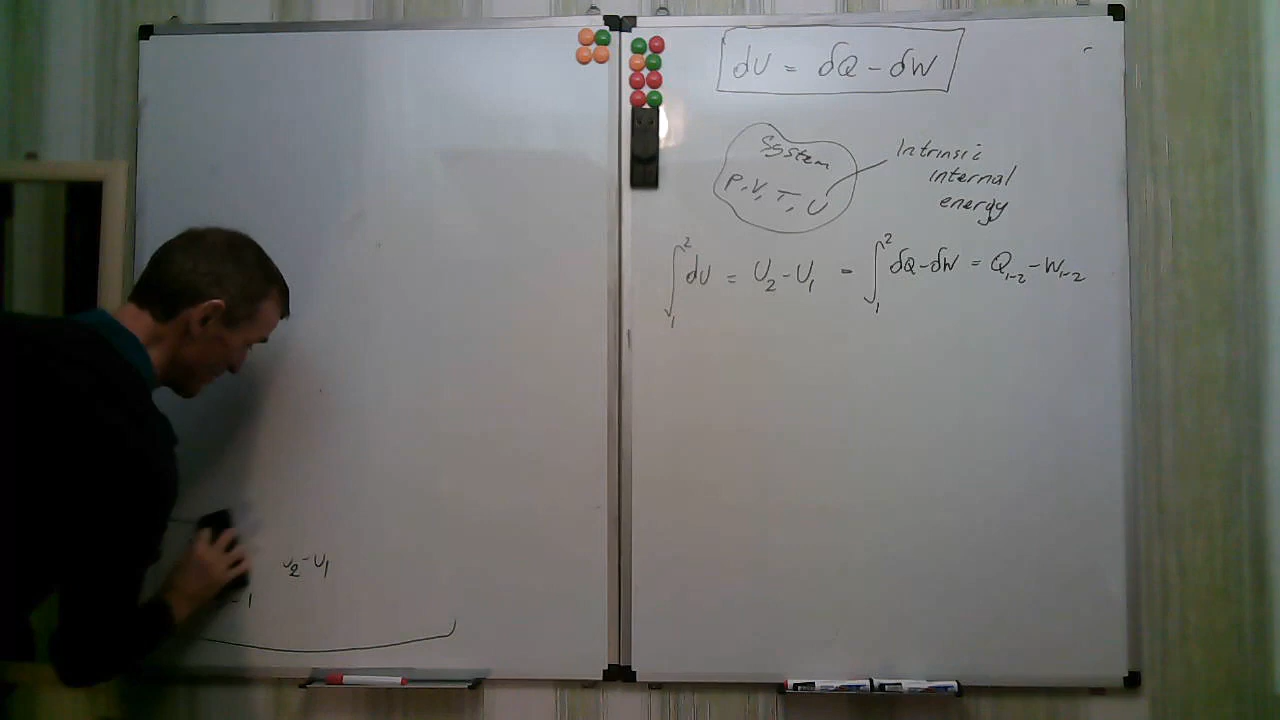 U2-U1
-1
dU = δQ - δW
System
P, V, T, U
Intrinsic
internal
energy
∫₁² dU = U₂ - U₁ = ∫₁² δQ - δW = Q₁₋₂ - W₁₋₂